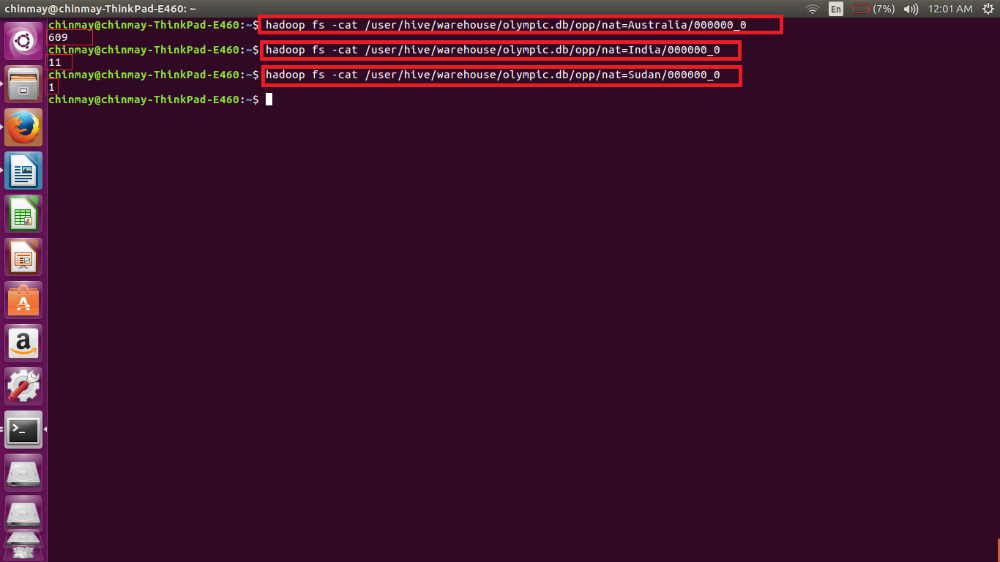 chinmay@chinmay-ThinkPad-E460: ~
En
(7%)
12:01 AM
chinmay@chinmay-ThinkPad-E460:~$ hadoop fs -cat /user/hive/warehouse/olympic.db/opp/nat=Australia/000000_0
609
chinmay@chinmay-ThinkPad-E460:~$ hadoop fs -cat /user/hive/warehouse/olympic.db/opp/nat=India/000000_0
11
chinmay@chinmay-ThinkPad-E460:~$ hadoop fs -cat /user/hive/warehouse/olympic.db/opp/nat=Sudan/000000_0
1
chinmay@chinmay-ThinkPad-E460:~$
A
a
>_